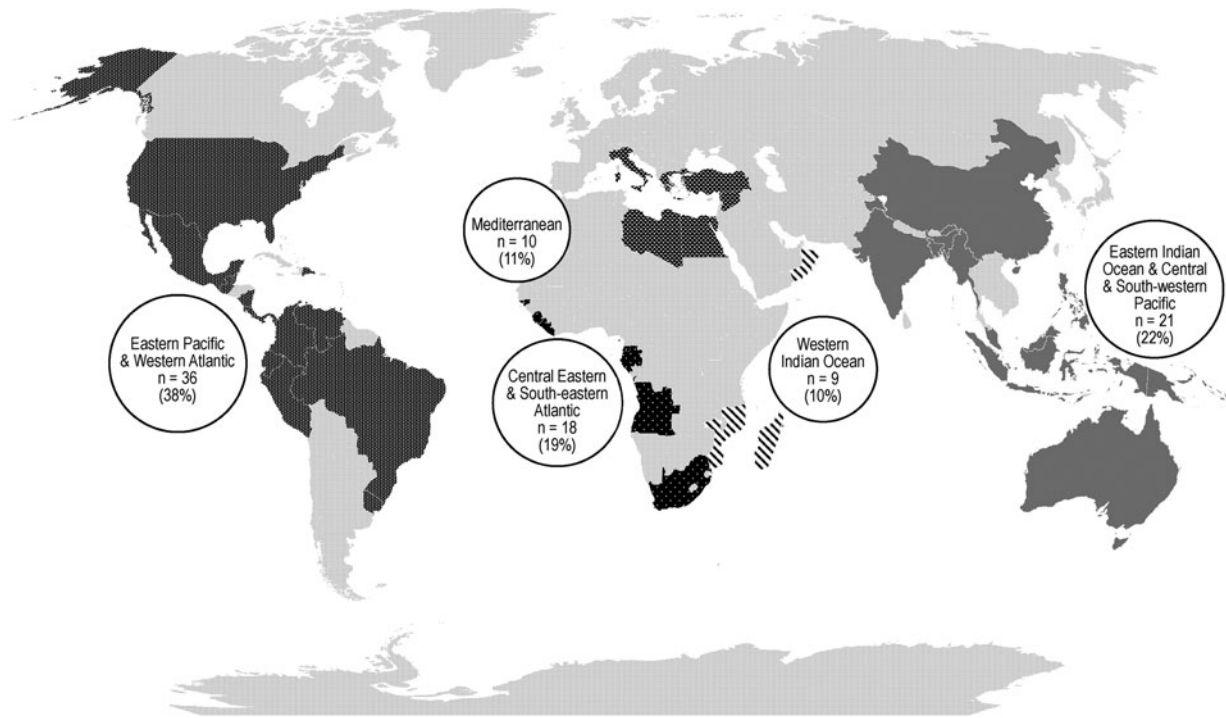 Mediterranean
n = 10
(11%)
Eastern Pacific
& Western Atlantic
n = 36
(38%)
Central Eastern
& South-eastern
Atlantic
n = 18
(19%)
Western
Indian Ocean
n = 9
(10%)
Eastern Indian
Ocean & Central
& South-western
Pacific
n = 21
(22%)